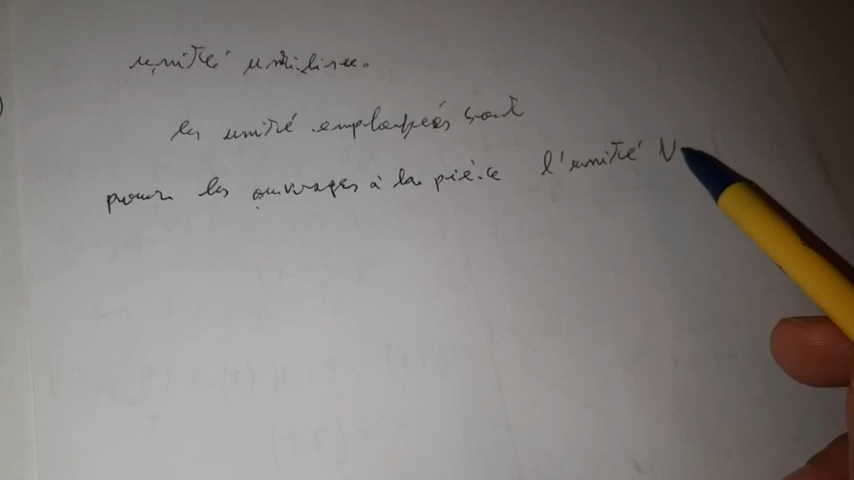 unité utilisée.
les unité employées sont
pour les ouvrages à la pièce l'unité